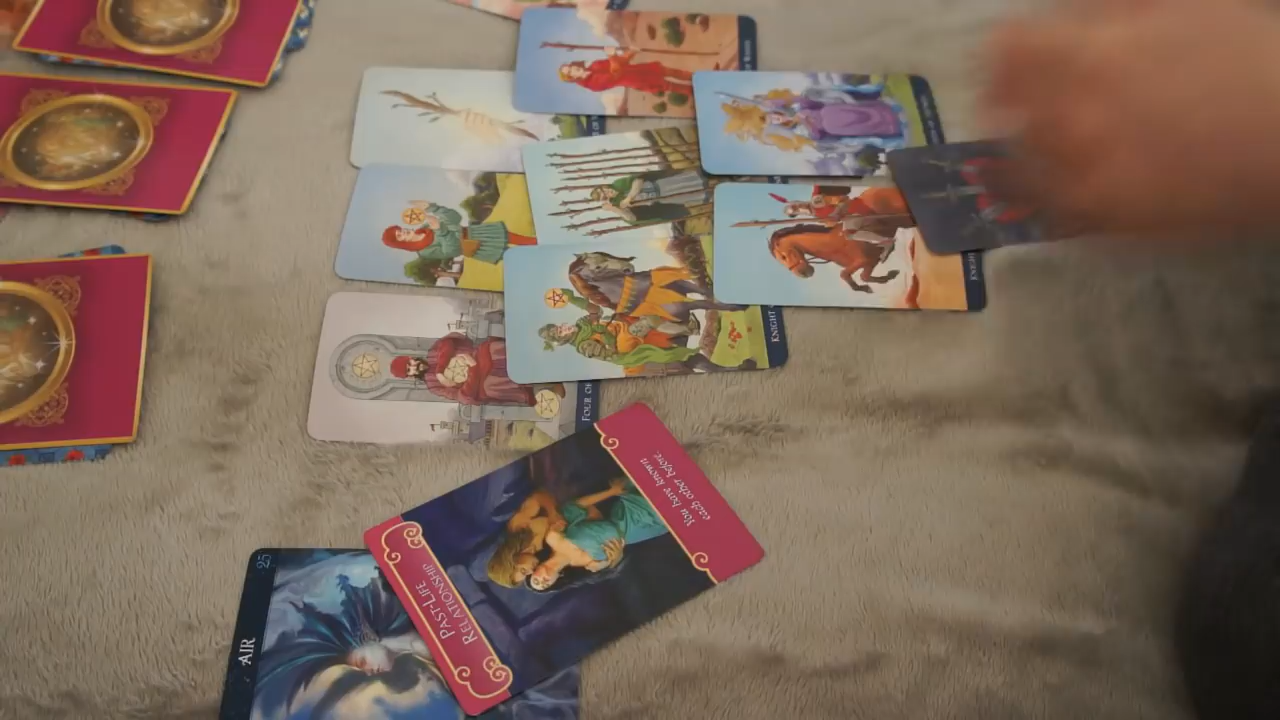 KNIGHT
KNIGHT
FOUR OF
You have known
each other before.
PAST-LIFE
RELATIONSHIP
25
AIR